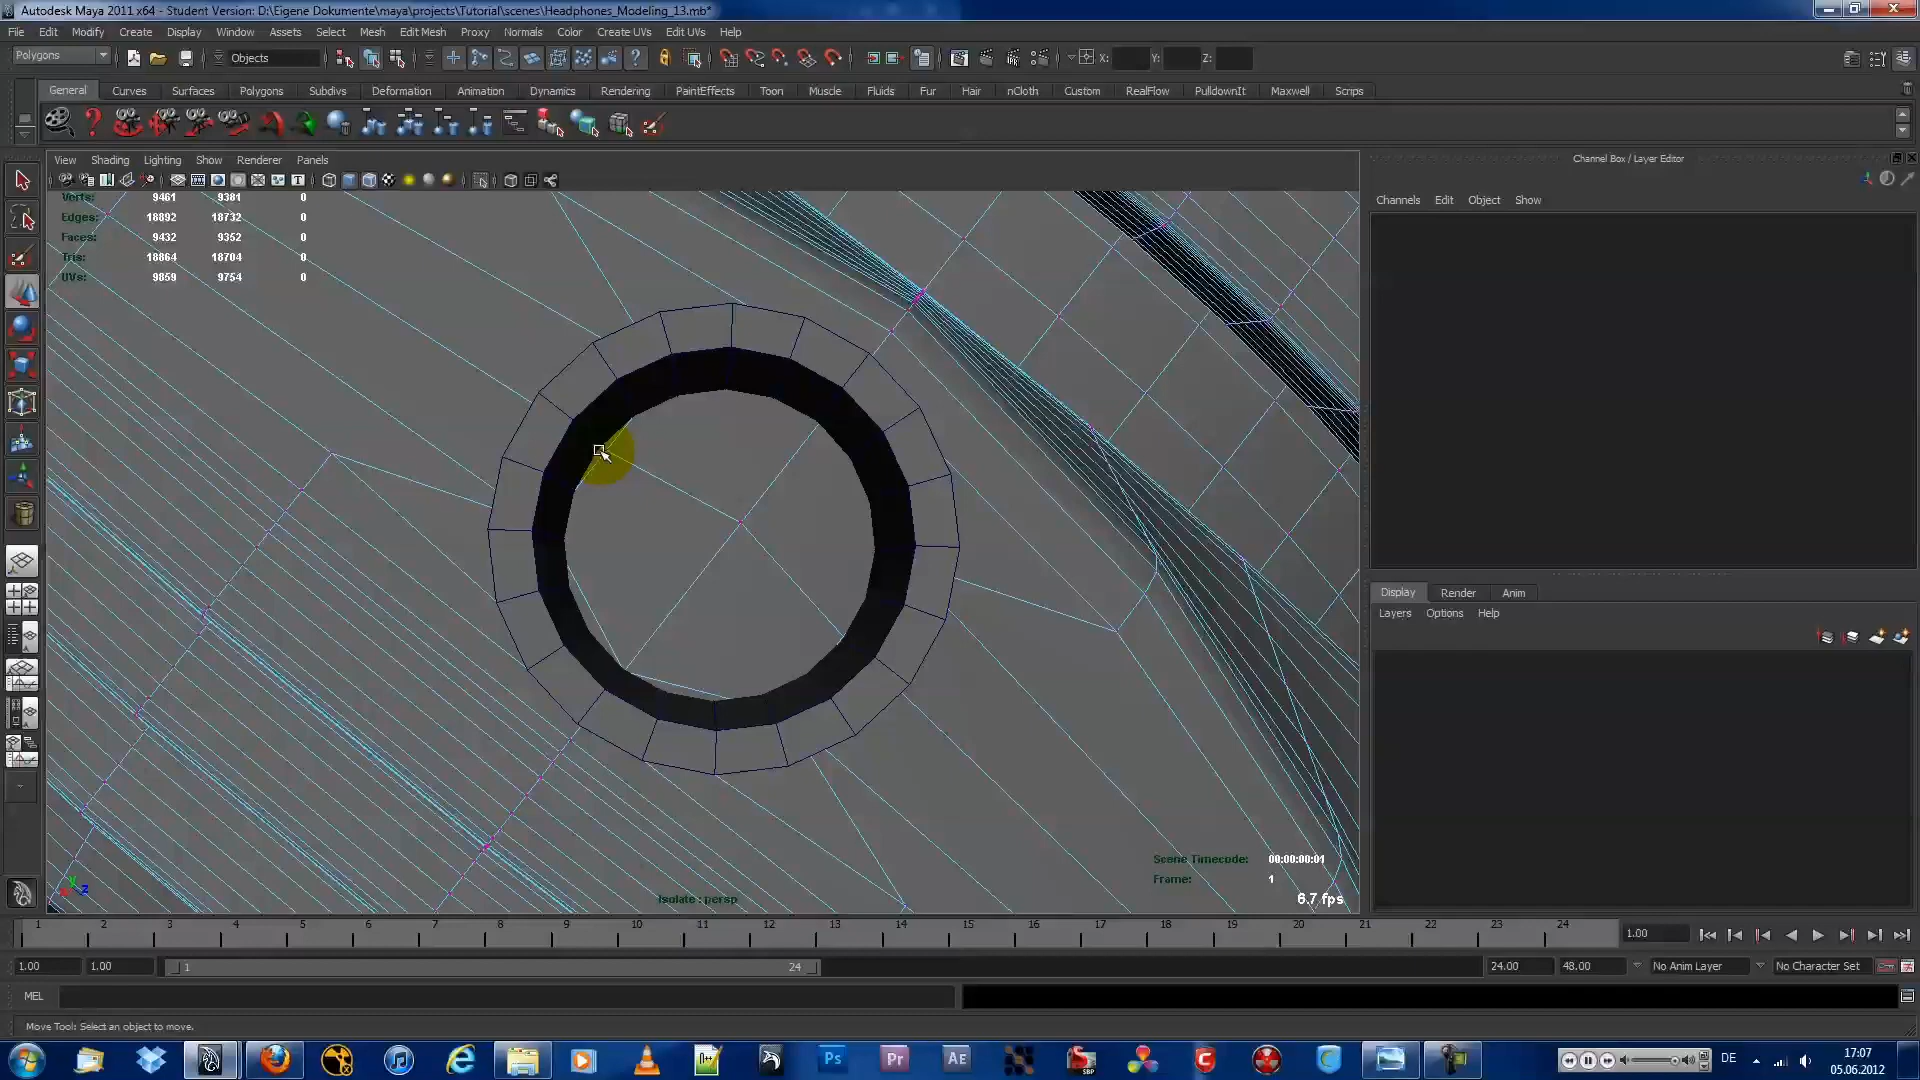 Autodesk Maya 2011 x64 - Student Version: D:\Eigene Dokumente\maya\projects\Tutorial\scenes\Headphones_Modeling_13.mb*
File Edit Modify Create Display Window Assets Select Mesh Edit Mesh Proxy Normals Color Create UVs Edit UVs Help
Polygons Objects X: Y: Z:
General Curves Surfaces Polygons Subdivs Deformation Animation Dynamics Rendering PaintEffects Toon Muscle Fluids Fur Hair nCloth Custom RealFlow PulldownIt Maxwell Scripts
Channel Box / Layer Editor
View Shading Lighting Show Renderer Panels
Channels Edit Object Show
Verts: 9461 9381 0
Edges: 18892 18732 0
Faces: 9432 9352 0
Tris: 18864 18704 0
UVs: 9859 9754 0
Display Render Anim
Layers Options Help
Scene Timecode: 00:00:00:01
Frame: 1
Isolate : persp
6.7 fps
1 2 3 4 5 6 7 8 9 10 11 12 13 14 15 16 17 18 19 20 21 22 23 24 1.00
1.00 1.00 1 24 24.00 48.00 No Anim Layer No Character Set
MEL
Move Tool: Select an object to move.
Ps Pr Ae SBP DE 17:07
05.06.2012